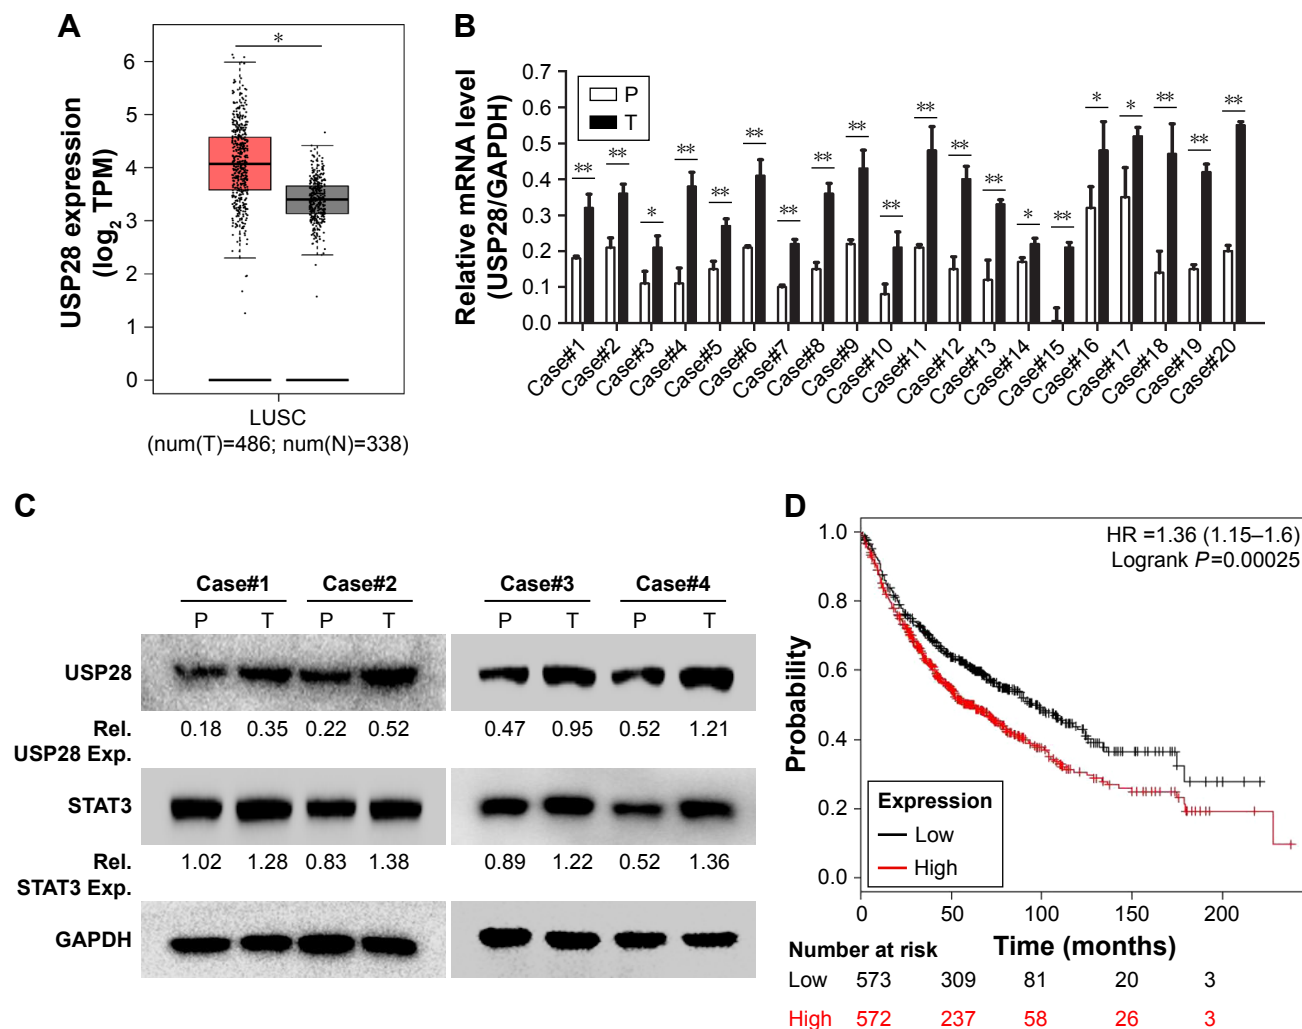 A
USP28 expression
(log2 TPM)
6
5
4
3
2
1
0
*
LUSC
(num(T)=486; num(N)=338)
B
Relative mRNA level
(USP28/GAPDH)
0.7
0.6
0.5
0.4
0.3
0.2
0.1
0.0
P
T
** ** * ** ** ** ** ** ** ** ** ** ** * ** * * ** ** **
Case#1 Case#2 Case#3 Case#4 Case#5 Case#6 Case#7 Case#8 Case#9 Case#10 Case#11 Case#12 Case#13 Case#14 Case#15 Case#16 Case#17 Case#18 Case#19 Case#20
C
Case#1 Case#2 Case#3 Case#4
P T P T P T P T
USP28
Rel. 0.18 0.35 0.22 0.52 0.47 0.95 0.52 1.21
USP28 Exp.
STAT3
Rel. 1.02 1.28 0.83 1.38 0.89 1.22 0.52 1.36
STAT3 Exp.
GAPDH
D
HR =1.36 (1.15–1.6)
Logrank P=0.00025
Probability
1.0
0.8
0.6
0.4
0.2
0.0
Expression
Low
High
0 50 100 150 200
Time (months)
Number at risk
Low 573 309 81 20 3
High 572 237 58 26 3